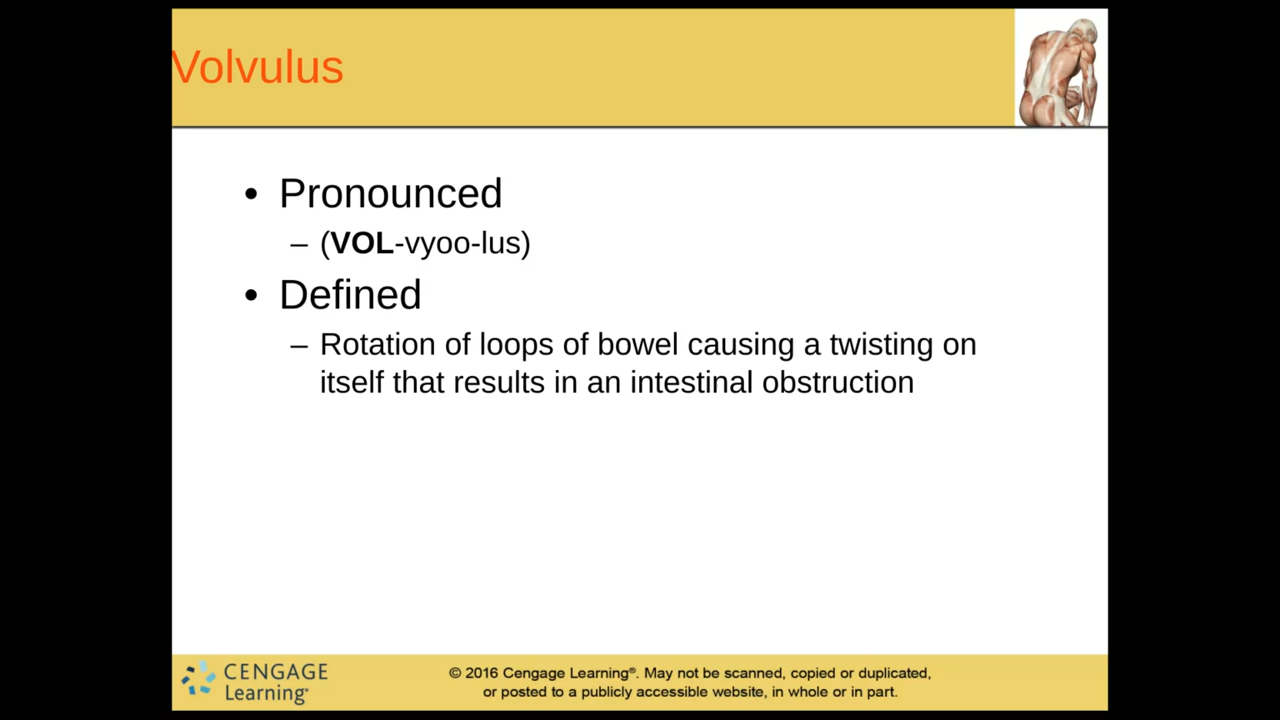 Volvulus
• Pronounced
– (VOL-vyoo-lus)
• Defined
– Rotation of loops of bowel causing a twisting on
itself that results in an intestinal obstruction
CENGAGE
Learning®
© 2016 Cengage Learning®. May not be scanned, copied or duplicated,
or posted to a publicly accessible website, in whole or in part.